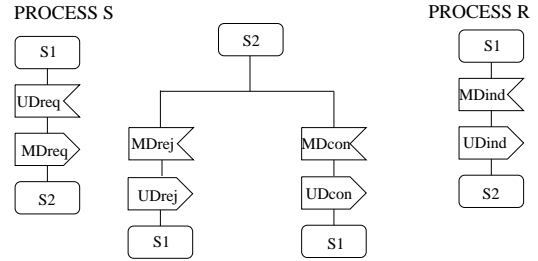 PROCESS S
S1
UDreq
MDreq
S2
S2
MDrej
UDrej
S1
MDcon
UDcon
S1
PROCESS R
S1
MDind
UDind
S2